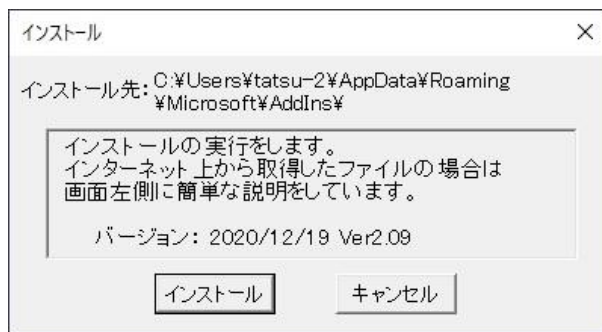 インストール
インストール先: C:¥Users¥tatsu-2¥AppData¥Roaming
¥Microsoft¥AddIns¥
インストールの実行をします。
インターネット上から取得したファイルの場合は
画面左側に簡単な説明をしています。
バージョン: 2020/12/19 Ver2.09
インストール キャンセル